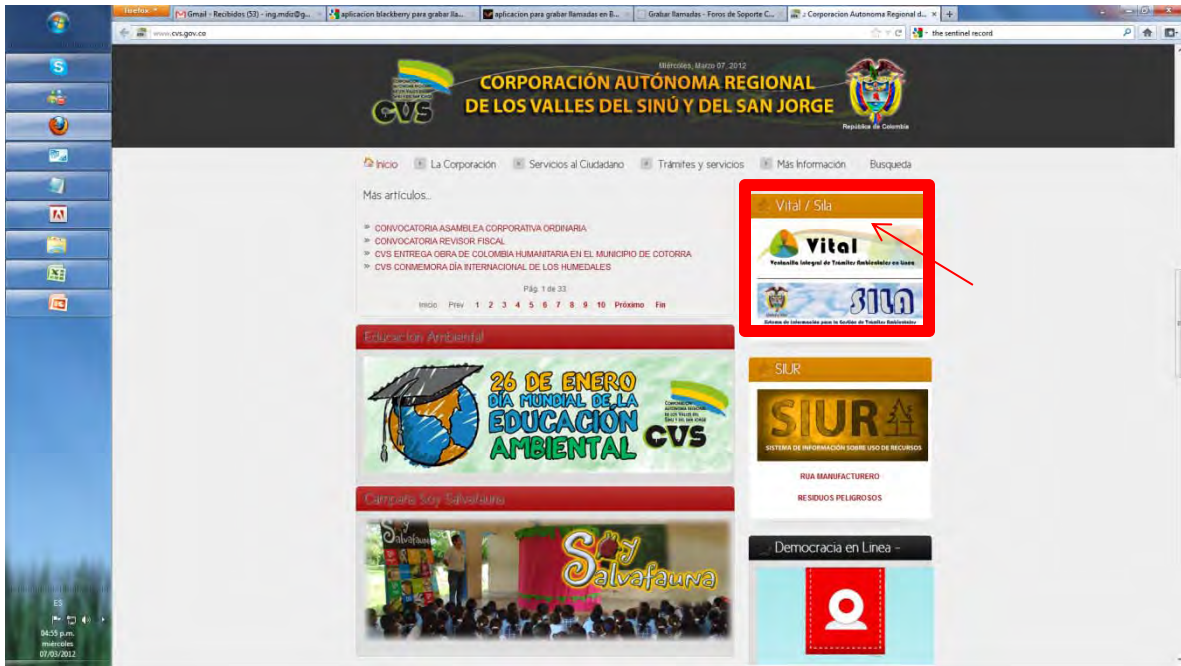 Firefox
Gmail - Recibidos (53) - ing.mdiz@g...
aplicacion blackberry para grabar lla...
aplicacion para grabar llamadas en B...
Grabar llamadas - Foros de Soporte C...
.: Corporacion Autonoma Regional d...
www.cvs.gov.co
the sentinel record
Miércoles, Marzo 07, 2012
CORPORACIÓN AUTÓNOMA REGIONAL
DE LOS VALLES DEL SINÚ Y DEL SAN JORGE
CVS
República de Colombia
Inicio
La Corporación
Servicios al Ciudadano
Trámites y servicios
Más Información
Busqueda
Más artículos...
CONVOCATORIA ASAMBLEA CORPORATIVA ORDINARIA
CONVOCATORIA REVISOR FISCAL
CVS ENTREGA OBRA DE COLOMBIA HUMANITARIA EN EL MUNICIPIO DE COTORRA
CVS CONMEMORA DÍA INTERNACIONAL DE LOS HUMEDALES
Pág. 1 de 33
Inicio Prev 1 2 3 4 5 6 7 8 9 10 Próximo Fin
Vital / Sila
Vital
Ventanilla Integral de Trámites Ambientales en Línea
SILA
Sistema de Información para la Gestión de Trámites Ambientales
Educación Ambiental
26 DE ENERO
DÍA MUNDIAL DE LA
EDUCACIÓN
AMBIENTAL
CVS
SIUR
SIUR
SISTEMA DE INFORMACIÓN SOBRE USO DE RECURSOS
RUA MANUFACTURERO
RESIDUOS PELIGROSOS
Campaña Soy Salvafauna
Salvafauna
Soy
Salvafauna
Democracia en Linea -
ES
04:55 p.m.
miércoles
07/03/2012